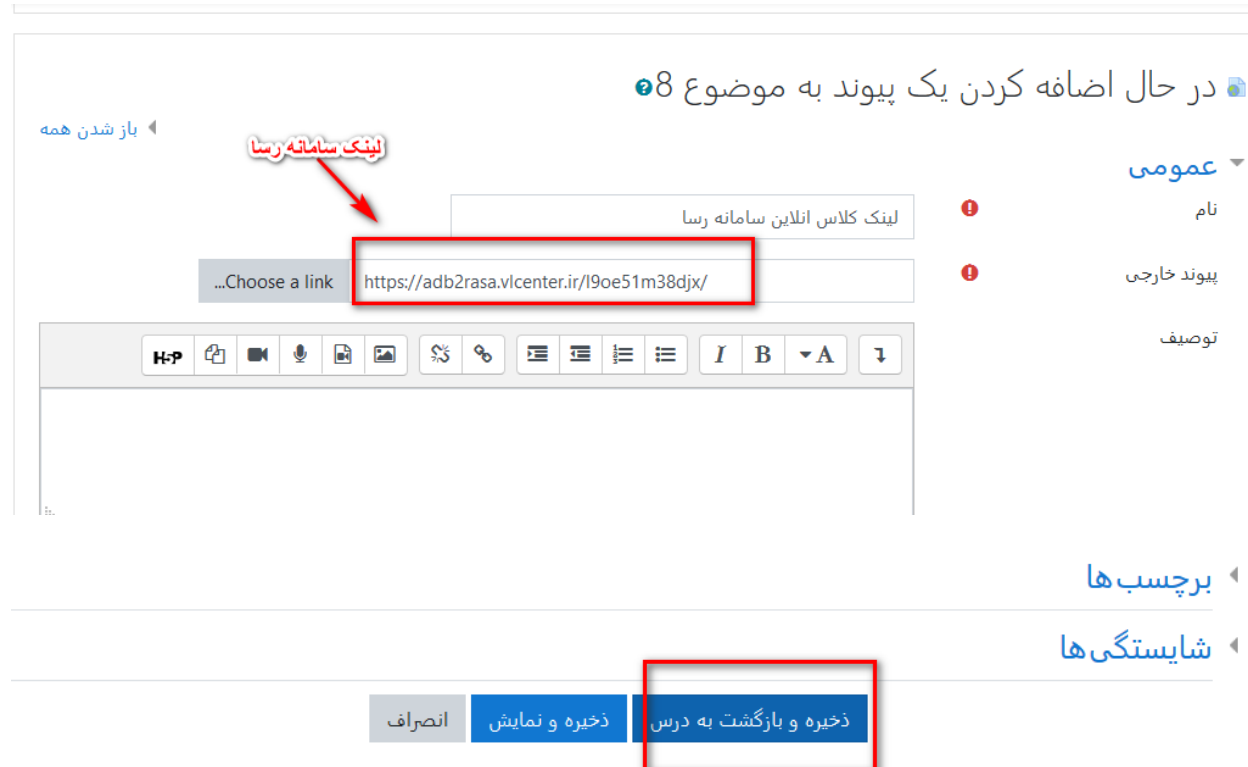 در حال اضافه کردن یک پیوند به موضوع 8
باز شدن همه
لینک سامانه رسا
عمومی
نام
لینک کلاس انلاین سامانه رسا
پیوند خارجی
https://adb2rasa.vlcenter.ir/l9oe51m38djx/
Choose a link...
توصیف
A B I
H5P
برچسب‌ها
شایستگی‌ها
ذخیره و بازگشت به درس
ذخیره و نمایش
انصراف